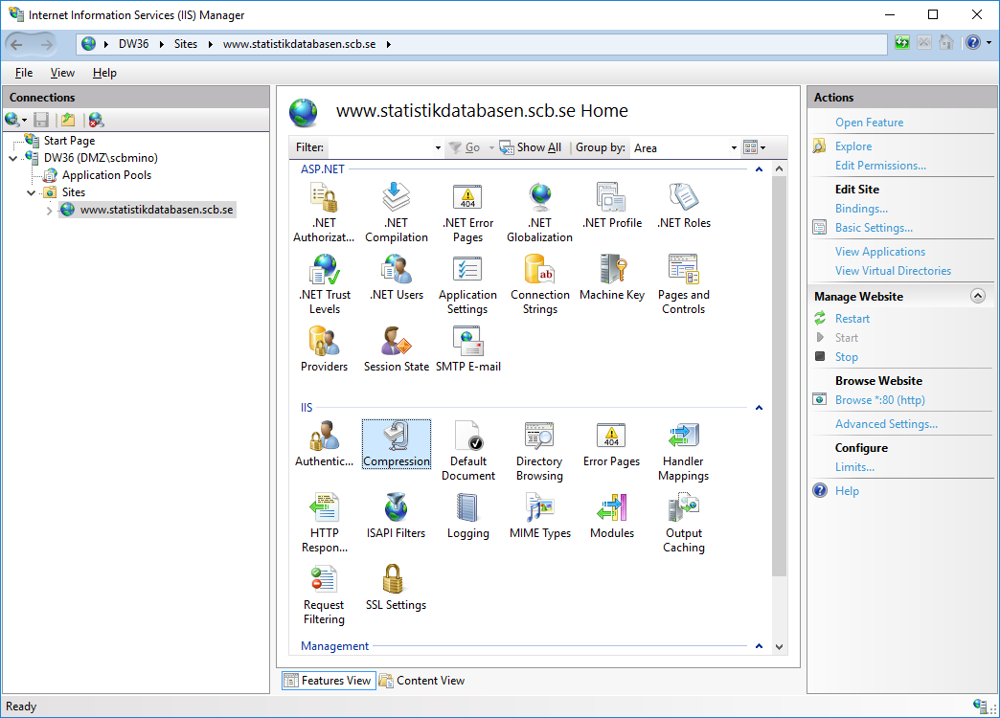 Internet Information Services (IIS) Manager
DW36 Sites www.statistikdatabasen.scb.se
File View Help
Connections
Start Page
DW36 (DMZ\scbmino)
Application Pools
Sites
www.statistikdatabasen.scb.se
www.statistikdatabasen.scb.se Home
Filter: Go Show All Group by: Area
ASP.NET
.NET Authorizat...
.NET Compilation
.NET Error Pages
.NET Globalization
.NET Profile
.NET Roles
.NET Trust Levels
.NET Users
Application Settings
Connection Strings
Machine Key
Pages and Controls
Providers
Session State
SMTP E-mail
IIS
Authentic...
Compression
Default Document
Directory Browsing
Error Pages
Handler Mappings
HTTP Respon...
ISAPI Filters
Logging
MIME Types
Modules
Output Caching
Request Filtering
SSL Settings
Management
Features View
Content View
Actions
Open Feature
Explore
Edit Permissions...
Edit Site
Bindings...
Basic Settings...
View Applications
View Virtual Directories
Manage Website
Restart
Start
Stop
Browse Website
Browse *:80 (http)
Advanced Settings...
Configure
Limits...
Help
Ready